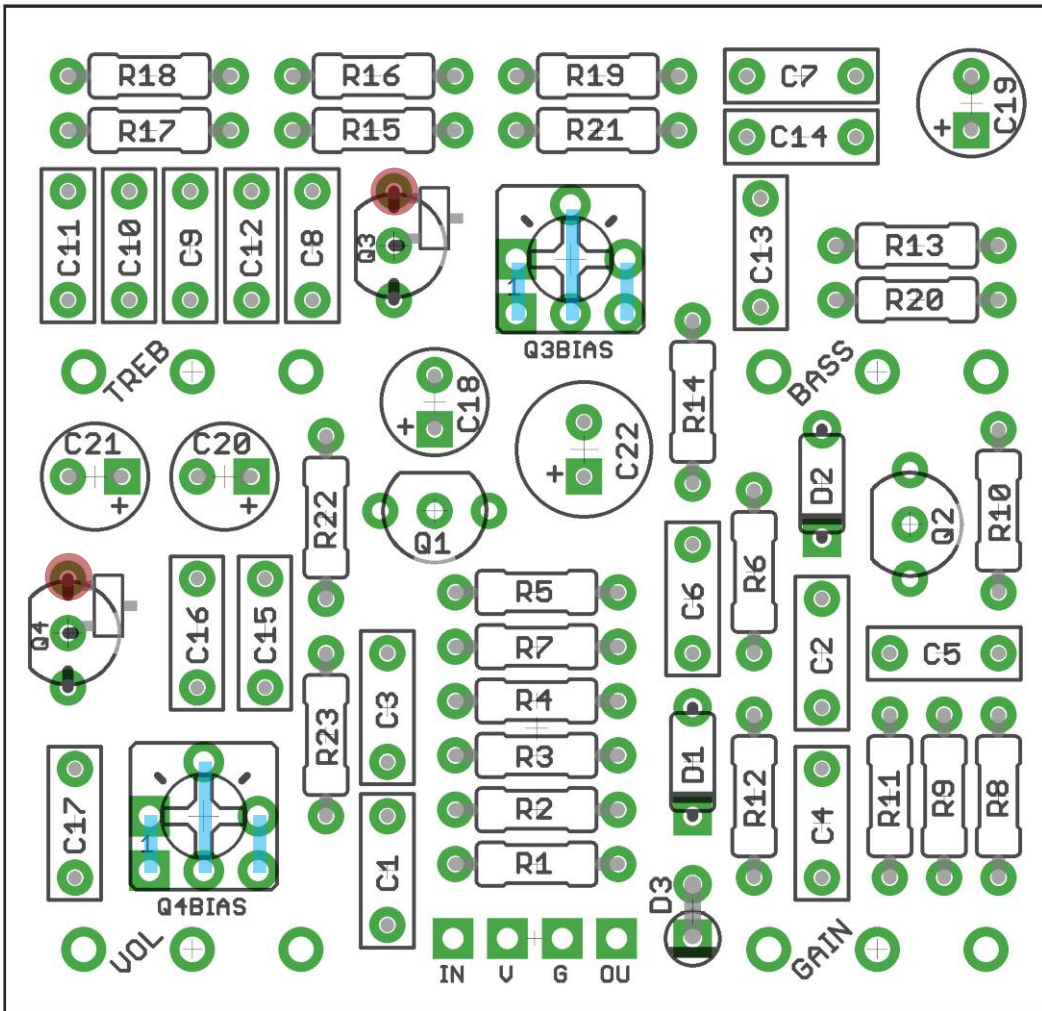 R18 R16 R19 C7 C19
R17 R15 R21 C14 +
C11 C10 C9 C12 C8 Q3 1 C13 R13
R20
Q3BIAS
TREB BASS
C18 + R14
C21 C20 C22 + D2
+ + R22 Q1 R6 Q2 R10
R5 C6
Q4 C16 C15 R7 C2 C5
C3 R4
R23 R3 D1
C17 1 R2 R12 C4 R11 R9 R8
C1 R1
Q4BIAS D3
VOL GAIN
IN V G OU